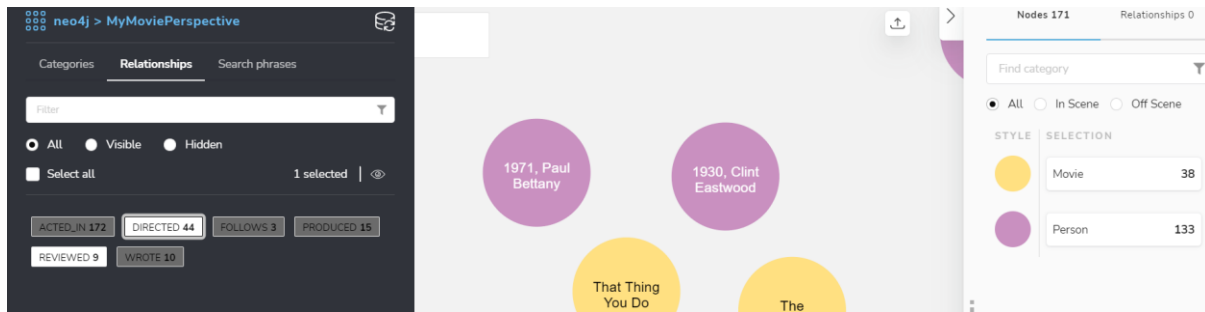 neo4j > MyMoviePerspective
Categories Relationships Search phrases
Filter
All Visible Hidden
Select all 1 selected
ACTED_IN 172 DIRECTED 44 FOLLOWS 3 PRODUCED 15
REVIEWED 9 WROTE 10
1971, Paul
Bettany
1930, Clint
Eastwood
That Thing
You Do
The
Nodes 171 Relationships 0
Find category
All In Scene Off Scene
STYLE SELECTION
Movie 38
Person 133